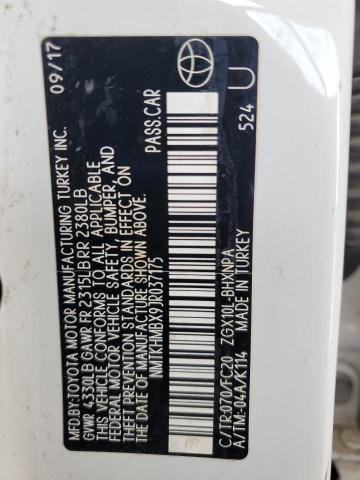 MFD.BY:TOYOTA MOTOR MANUFACTURING TURKEY INC. 09/17
GVWR 4330LB GAWR FR 2315LB RR 2380LB
THIS VEHICLE CONFORMS TO ALL APPLICABLE
FEDERAL MOTOR VEHICLE SAFETY, BUMPER, AND
THEFT PREVENTION STANDARDS IN EFFECT ON
THE DATE OF MANUFACTURE SHOWN ABOVE.
NMTKHMBX9JR037175 PASS.CAR
C/TR:070/FC20 ZGX10L-BHXNPA 524 U
A/TM:-04A/K114 MADE IN TURKEY